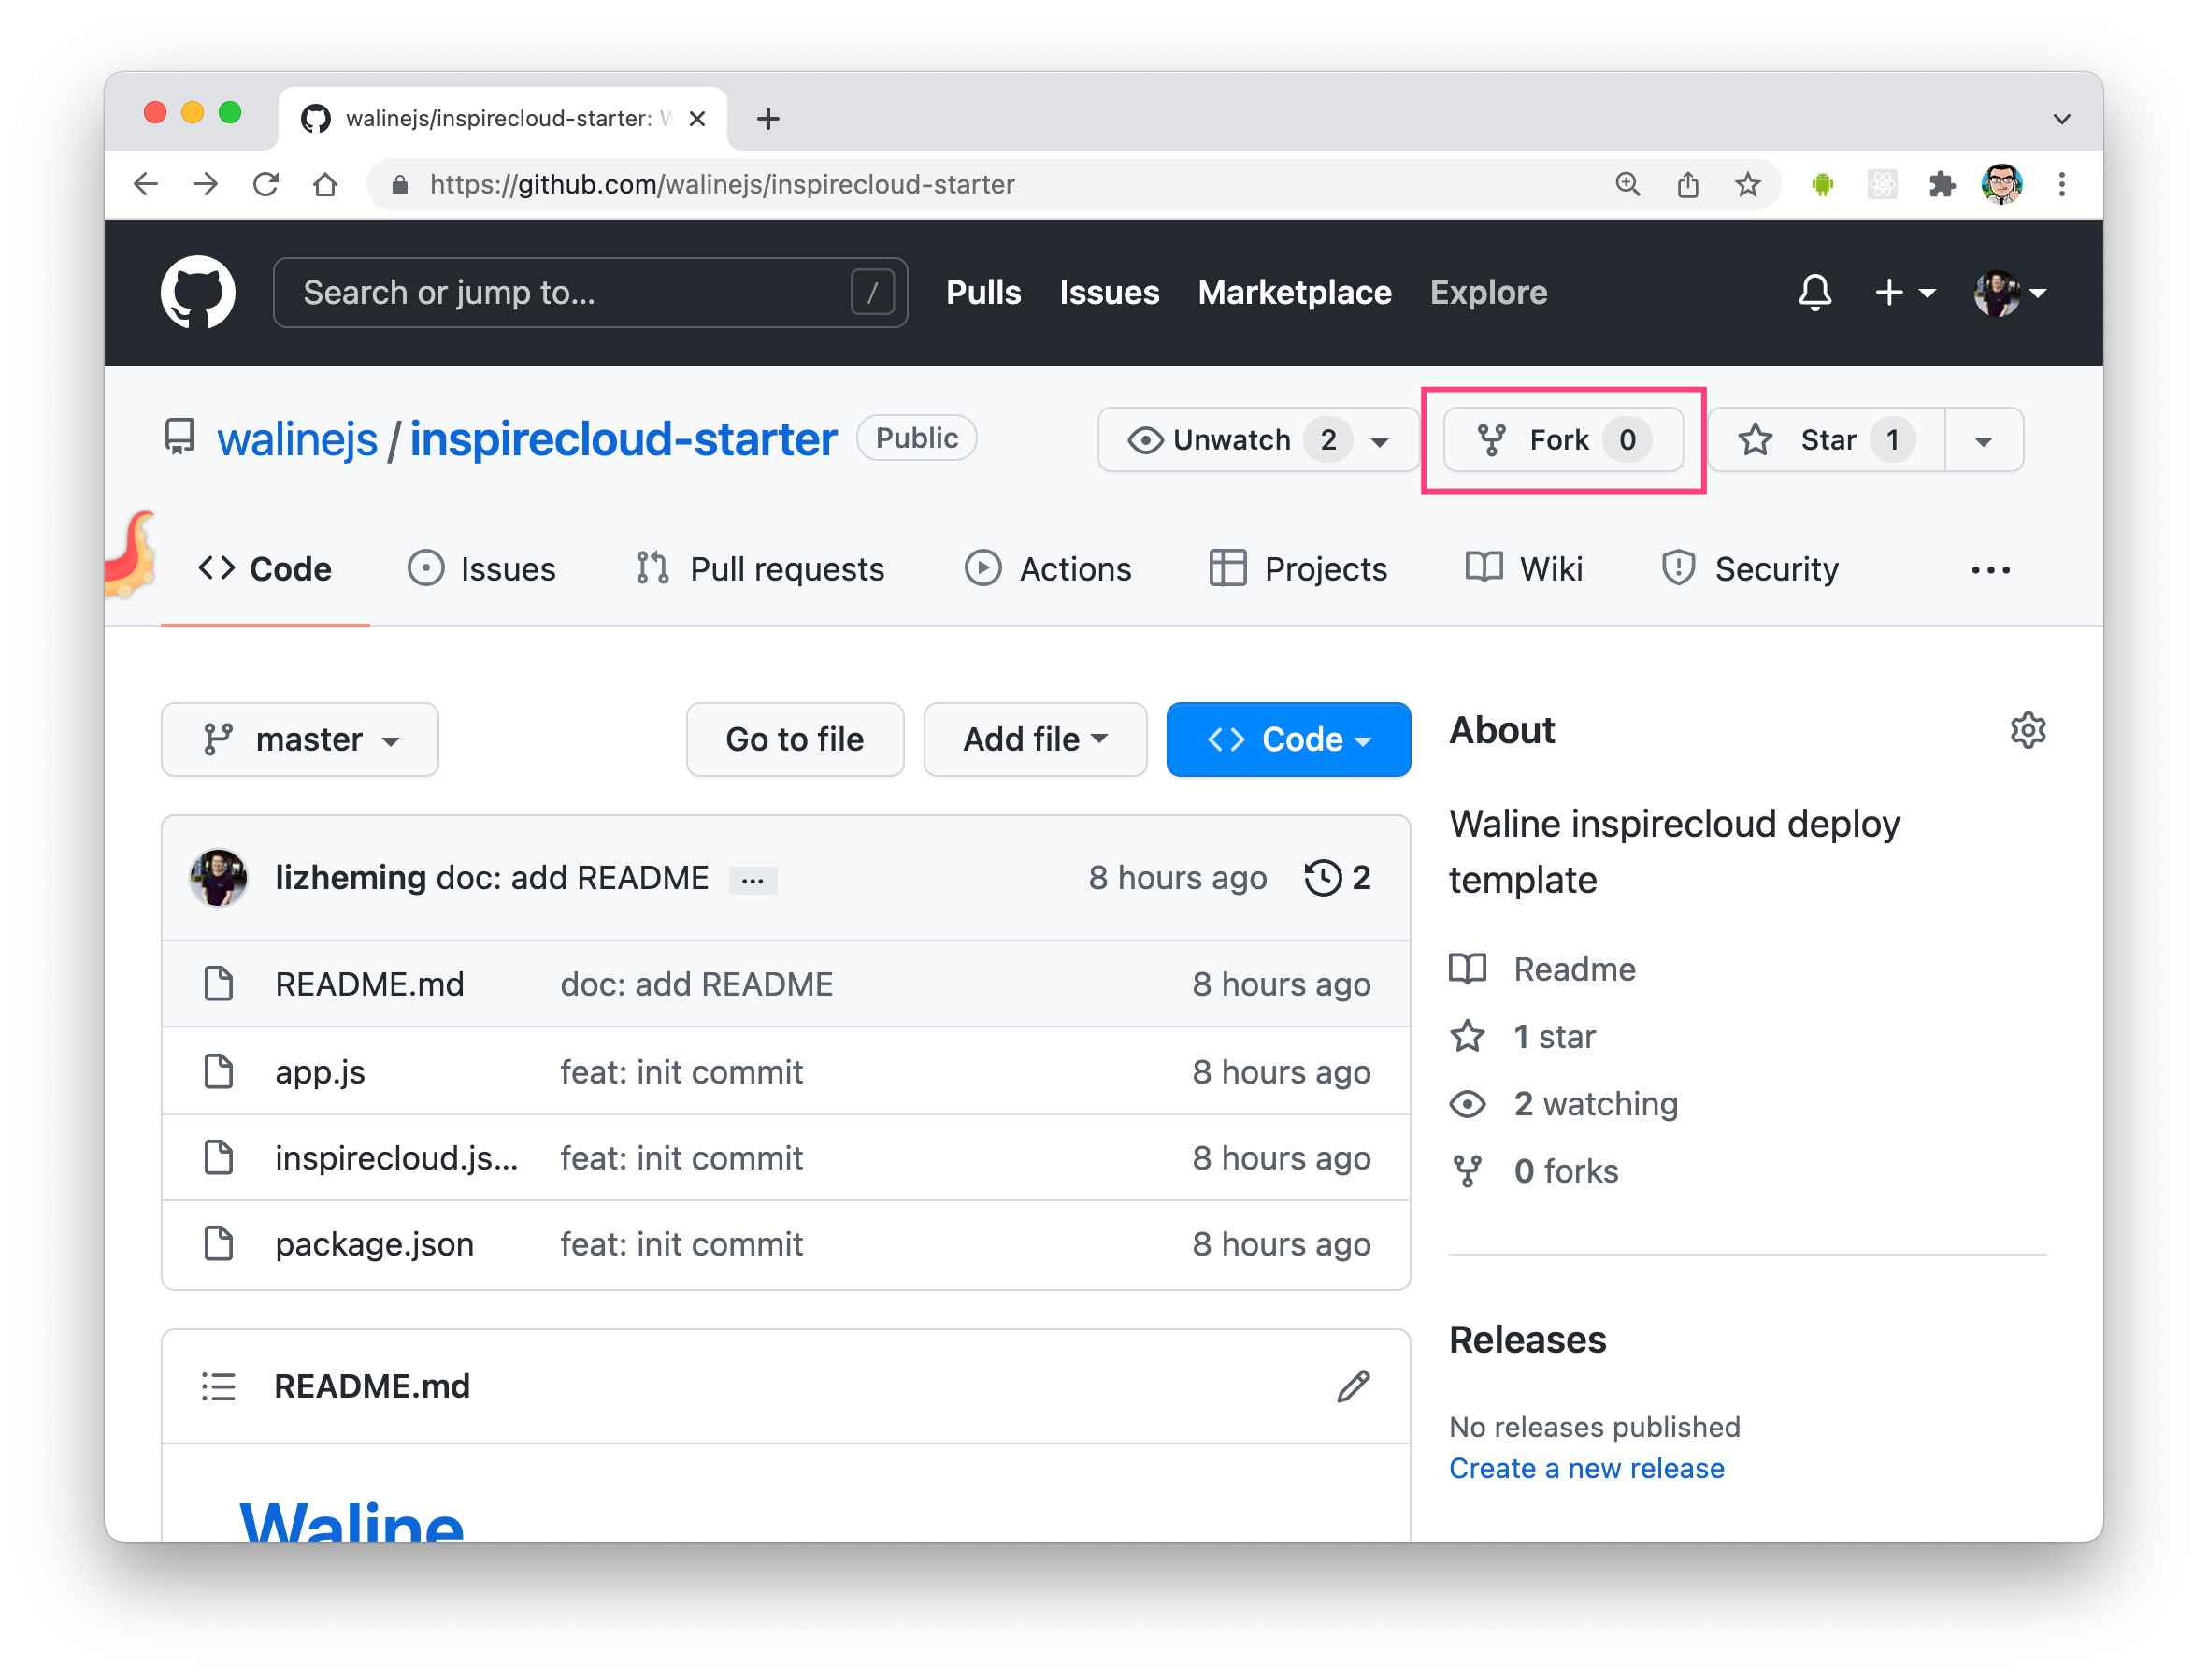 walinejs/inspirecloud-starter:
https://github.com/walinejs/inspirecloud-starter
Search or jump to... /
Pulls Issues Marketplace Explore
walinejs / inspirecloud-starter Public
Unwatch 2 Fork 0 Star 1
Code Issues Pull requests Actions Projects Wiki Security ...
master Go to file Add file Code
lizheming doc: add README ... 8 hours ago 2
README.md doc: add README 8 hours ago
app.js feat: init commit 8 hours ago
inspirecloud.js... feat: init commit 8 hours ago
package.json feat: init commit 8 hours ago
README.md
Waline
About
Waline inspirecloud deploy
template
Readme
1 star
2 watching
0 forks
Releases
No releases published
Create a new release